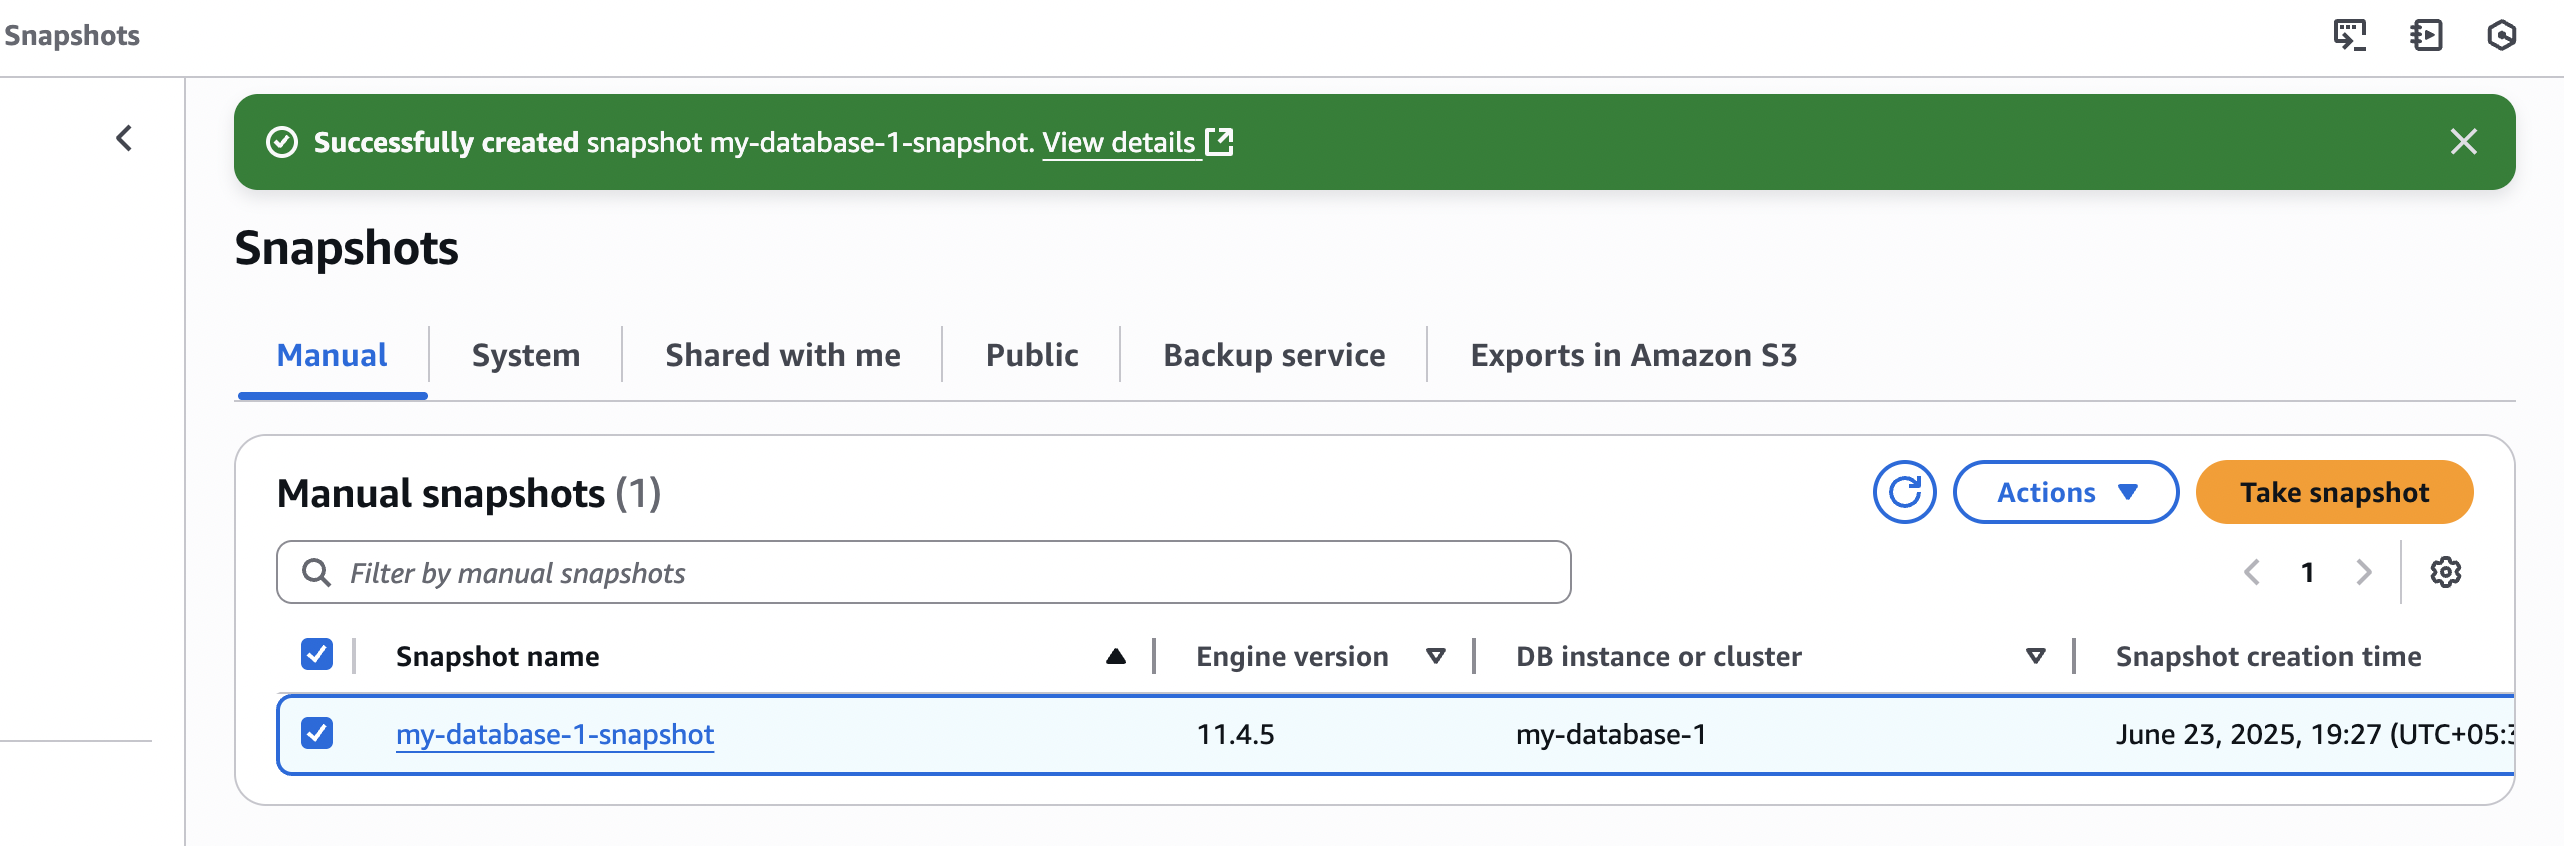 Snapshots
Successfully created snapshot my-database-1-snapshot. View details
Snapshots
Manual System Shared with me Public Backup service Exports in Amazon S3
Manual snapshots (1) Actions Take snapshot
Filter by manual snapshots 1
Snapshot name Engine version DB instance or cluster Snapshot creation time
my-database-1-snapshot 11.4.5 my-database-1 June 23, 2025, 19:27 (UTC+05: